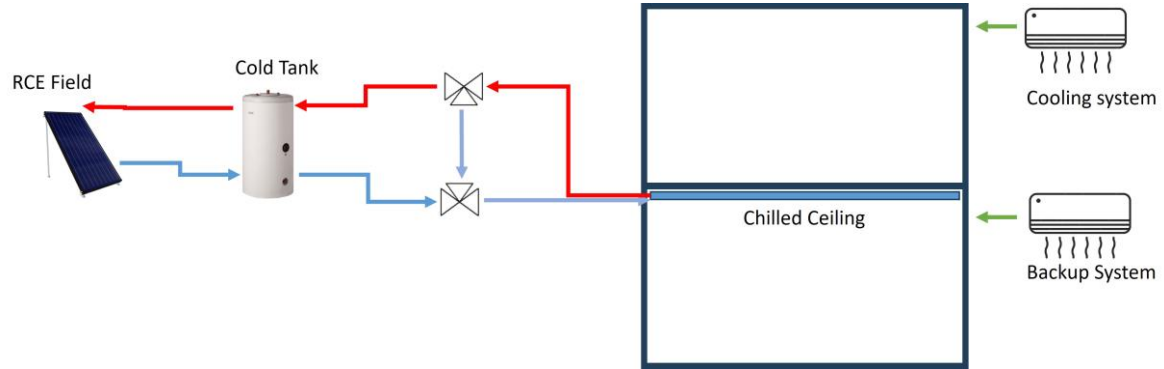 RCE Field
Cold Tank
Cooling system
Chilled Ceiling
Backup System